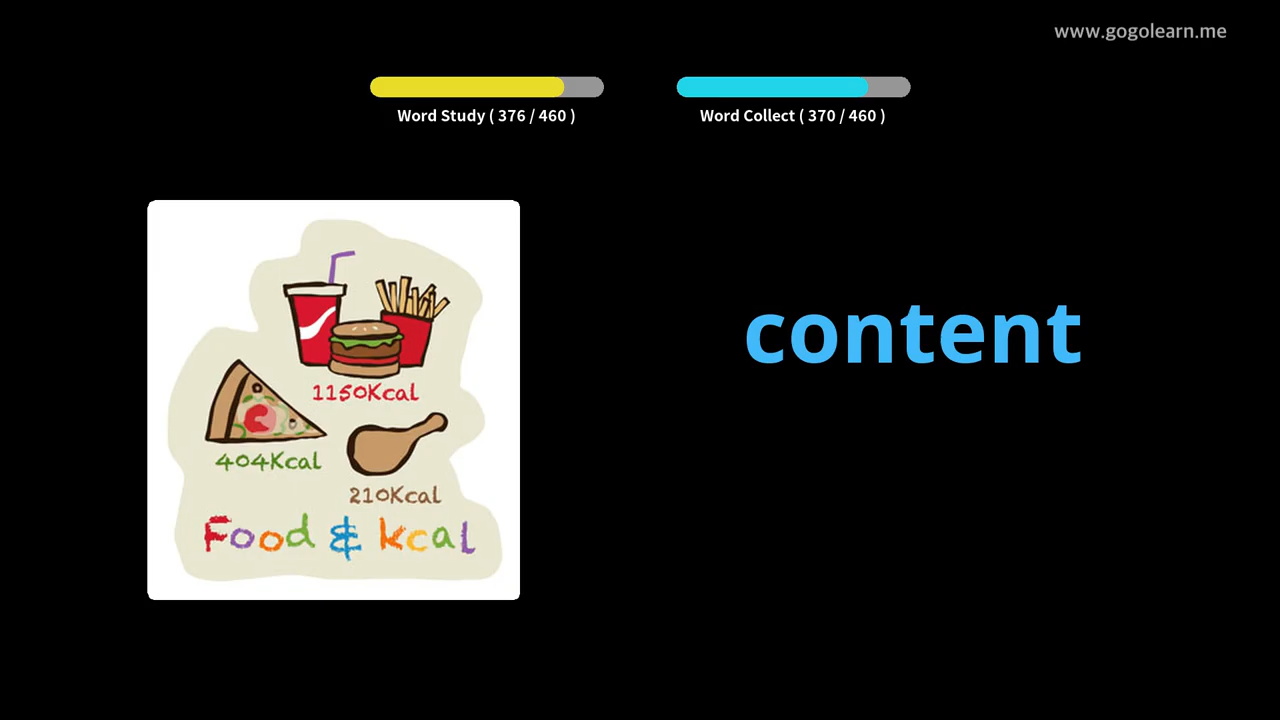 www.gogolearn.me
Word Study ( 376 / 460 )
Word Collect ( 370 / 460 )
1150Kcal
404Kcal
210Kcal
Food & kcal
content